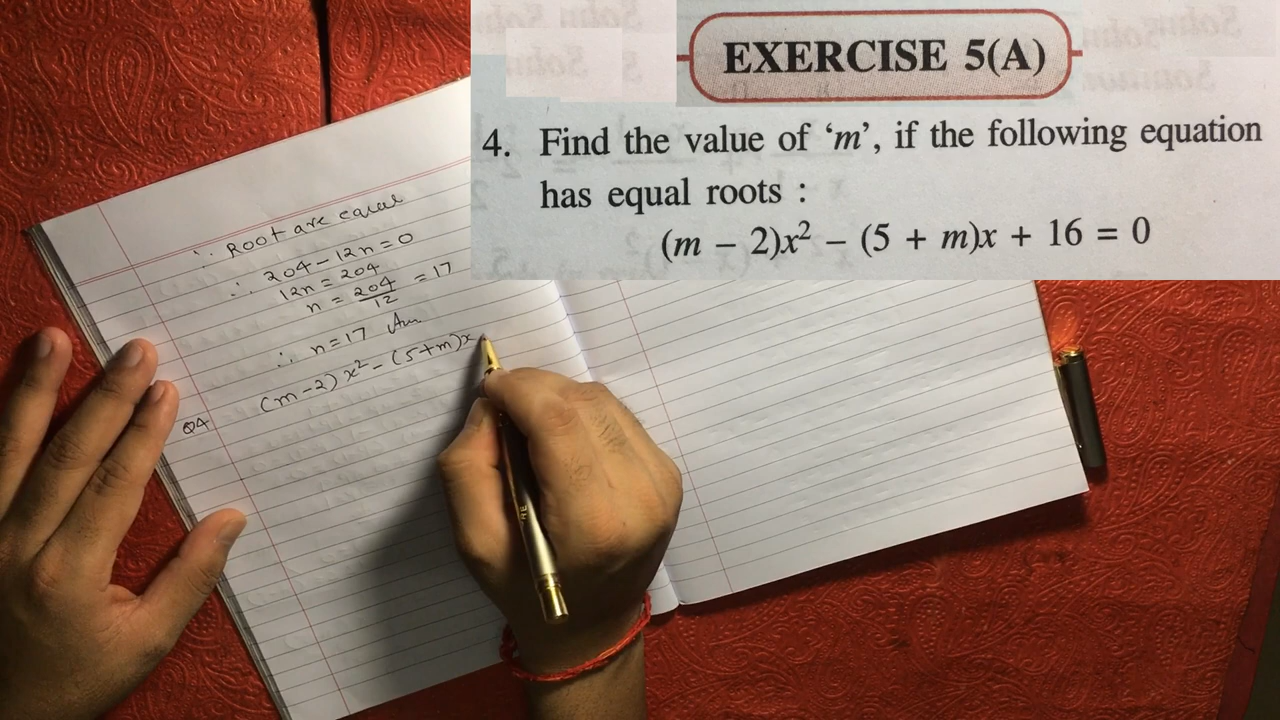 EXERCISE 5(A)
4. Find the value of ‘m’, if the following equation
has equal roots :
(m – 2)x² – (5 + m)x + 16 = 0
∴ Root are equal
∴ 204 – 12n = 0
12n = 204
n = 204/12 = 17
∴ n = 17 Ans
Q4 (m – 2) x² – (5+m)x